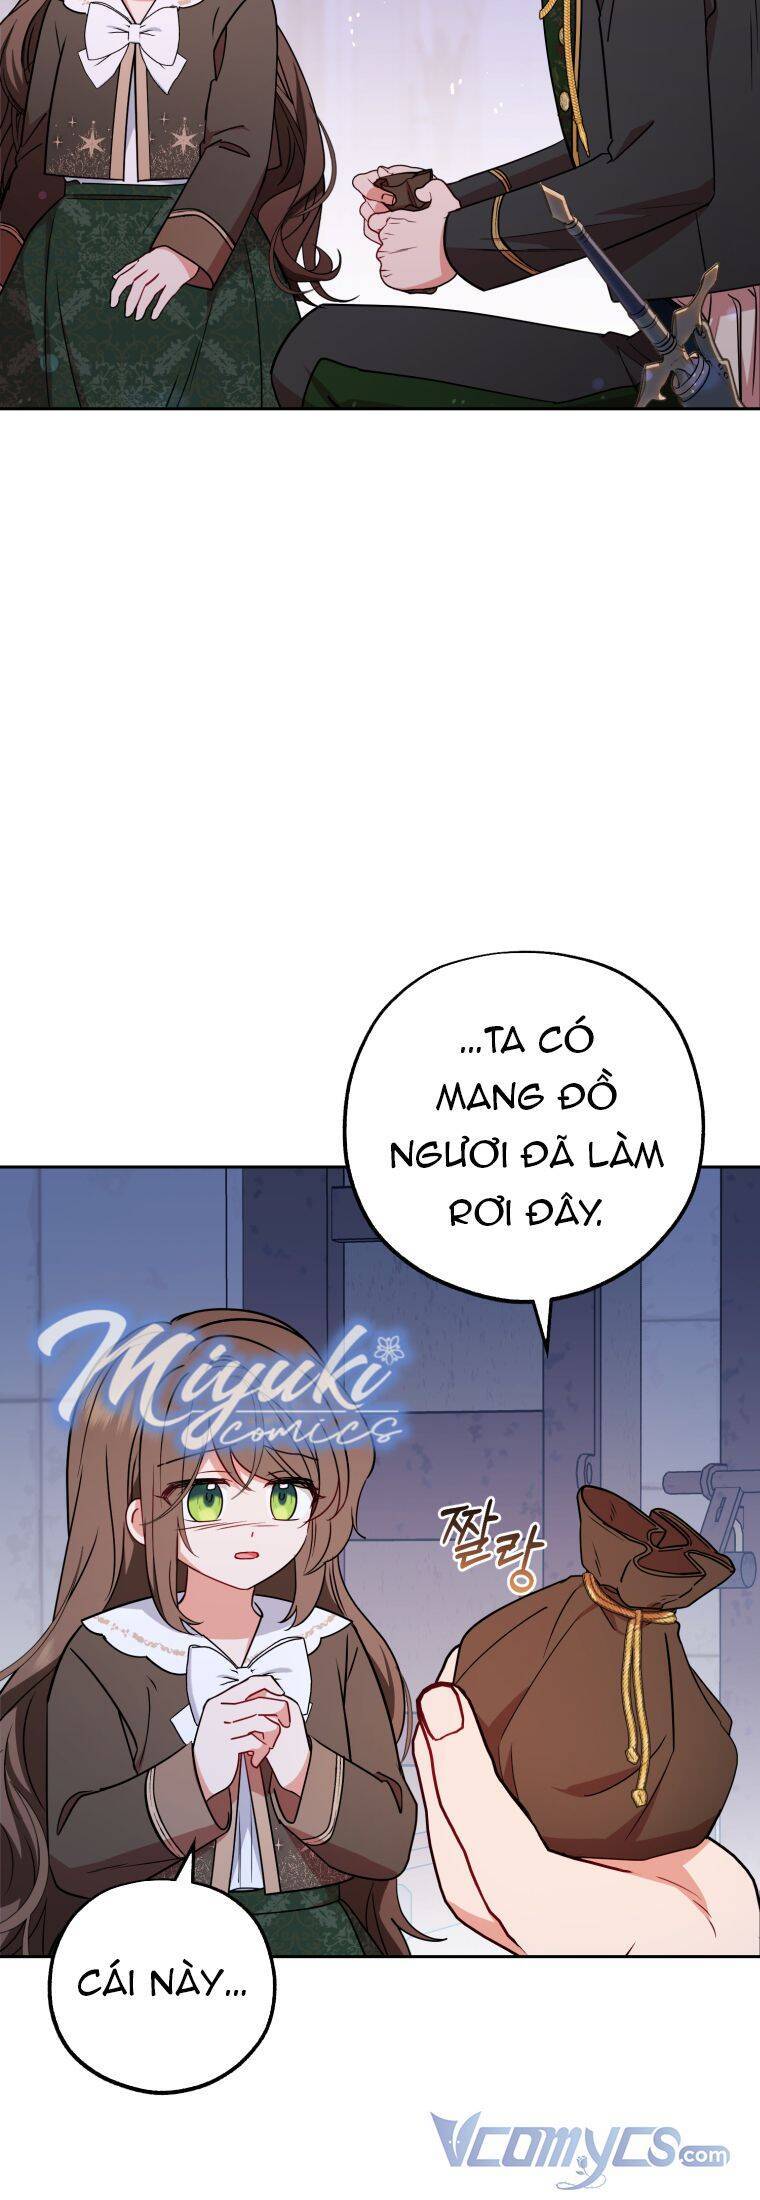 ...TA CÓ
MANG ĐỒ
NGƯƠI ĐÃ LÀM
RƠI ĐÂY.
Miyuki
comics
짤랑
CÁI NÀY...
VCOMYCS.com